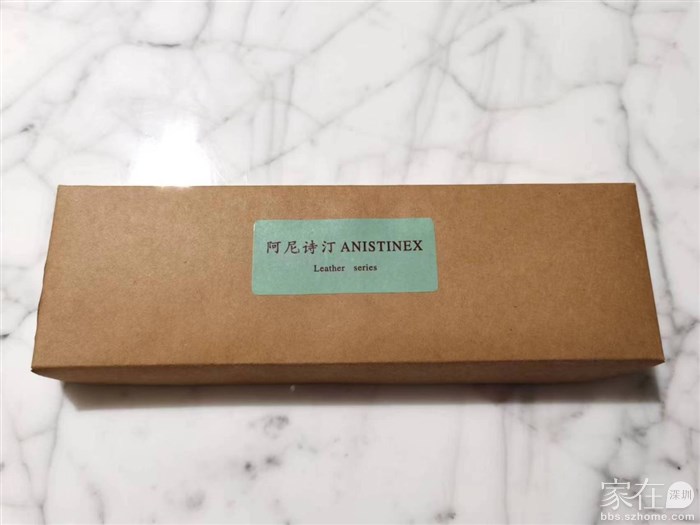 阿尼诗汀 ANISTINEX
Leather series
家在深圳
bbs.szhome.com